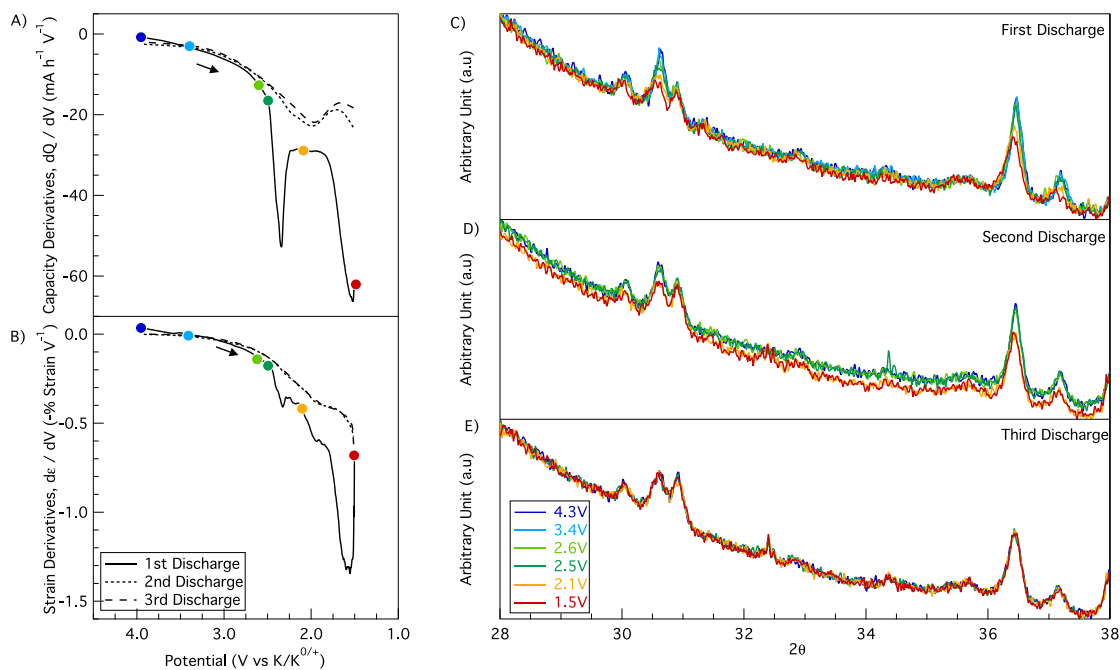 A)
Capacity Derivatives, dQ / dV (mA h⁻¹ V⁻¹)
0
-20
-40
-60
B)
Strain Derivatives, dε / dV (-% Strain V⁻¹)
0.0
-0.5
-1.0
-1.5
1st Discharge
2nd Discharge
3rd Discharge
4.0
3.0
2.0
1.0
Potential (V vs K/K⁰ᐟ⁺)
C)
First Discharge
Arbitrary Unit (a.u)
D)
Second Discharge
Arbitrary Unit (a.u)
E)
Third Discharge
Arbitrary Unit (a.u)
4.3V
3.4V
2.6V
2.5V
2.1V
1.5V
28
30
32
34
36
38
2θ